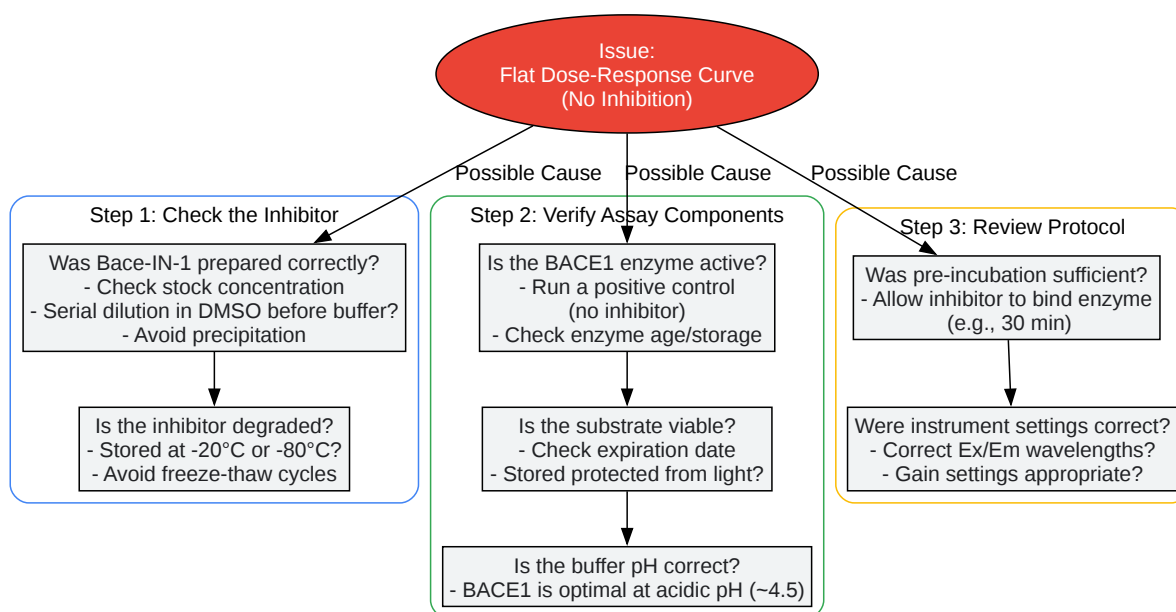 Issue:
Flat Dose-Response Curve
(No Inhibition)
Possible Cause
Possible Cause
Possible Cause
Step 1: Check the Inhibitor
Was Bace-IN-1 prepared correctly?
- Check stock concentration
- Serial dilution in DMSO before buffer?
- Avoid precipitation
Is the inhibitor degraded?
- Stored at -20°C or -80°C?
- Avoid freeze-thaw cycles
Step 2: Verify Assay Components
Is the BACE1 enzyme active?
- Run a positive control
(no inhibitor)
- Check enzyme age/storage
Is the substrate viable?
- Check expiration date
- Stored protected from light?
Is the buffer pH correct?
- BACE1 is optimal at acidic pH (~4.5)
Step 3: Review Protocol
Was pre-incubation sufficient?
- Allow inhibitor to bind enzyme
(e.g., 30 min)
Were instrument settings correct?
- Correct Ex/Em wavelengths?
- Gain settings appropriate?